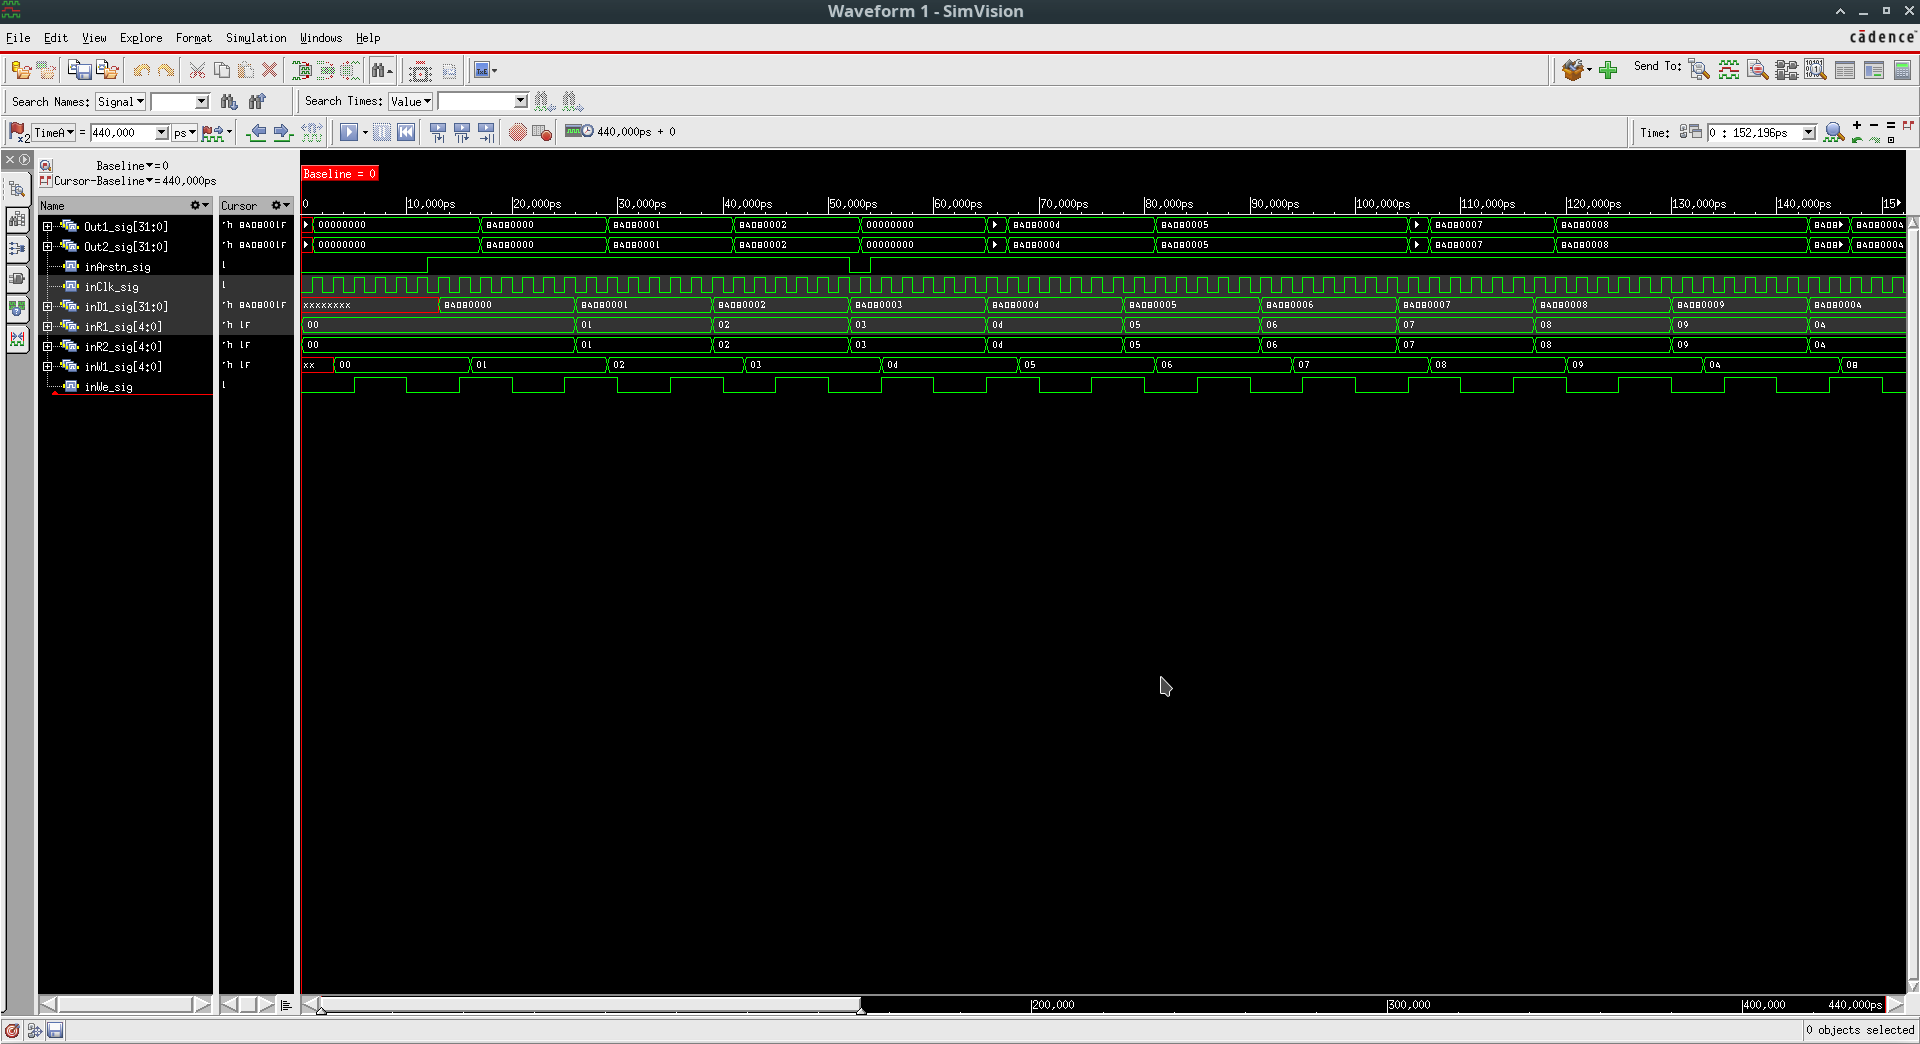 Waveform 1 - SimVision
File Edit View Explore Format Simulation Windows Help
cādence
Send To:
Search Names: Signal Search Times: Value
x2 TimeA = 440,000 ps 440,000ps + 0 Time: 0 : 152,196ps
Baseline = 0
Cursor-Baseline = 440,000ps
Baseline = 0
Name Cursor 0 10,000ps 20,000ps 30,000ps 40,000ps 50,000ps 60,000ps 70,000ps 80,000ps 90,000ps 100,000ps 110,000ps 120,000ps 130,000ps 140,000ps 15
Out1_sig[31:0] 'h BA0B001F 00000000 BA0B0000 BA0B0001 BA0B0002 00000000 BA0B0004 BA0B0005 BA0B0007 BA0B0008 BA0B BA0B000A
Out2_sig[31:0] 'h BA0B001F 00000000 BA0B0000 BA0B0001 BA0B0002 00000000 BA0B0004 BA0B0005 BA0B0007 BA0B0008 BA0B BA0B000A
inArstn_sig 1
inClk_sig 1
inD1_sig[31:0] 'h BA0B001F xxxxxxxx BA0B0000 BA0B0001 BA0B0002 BA0B0003 BA0B0004 BA0B0005 BA0B0006 BA0B0007 BA0B0008 BA0B0009 BA0B000A
inR1_sig[4:0] 'h 1F 00 01 02 03 04 05 06 07 08 09 0A
inR2_sig[4:0] 'h 1F 00 01 02 03 04 05 06 07 08 09 0A
inW1_sig[4:0] 'h 1F xx 00 01 02 03 04 05 06 07 08 09 0A 0B
inWe_sig 1
200,000 300,000 400,000 440,000ps
0 objects selected